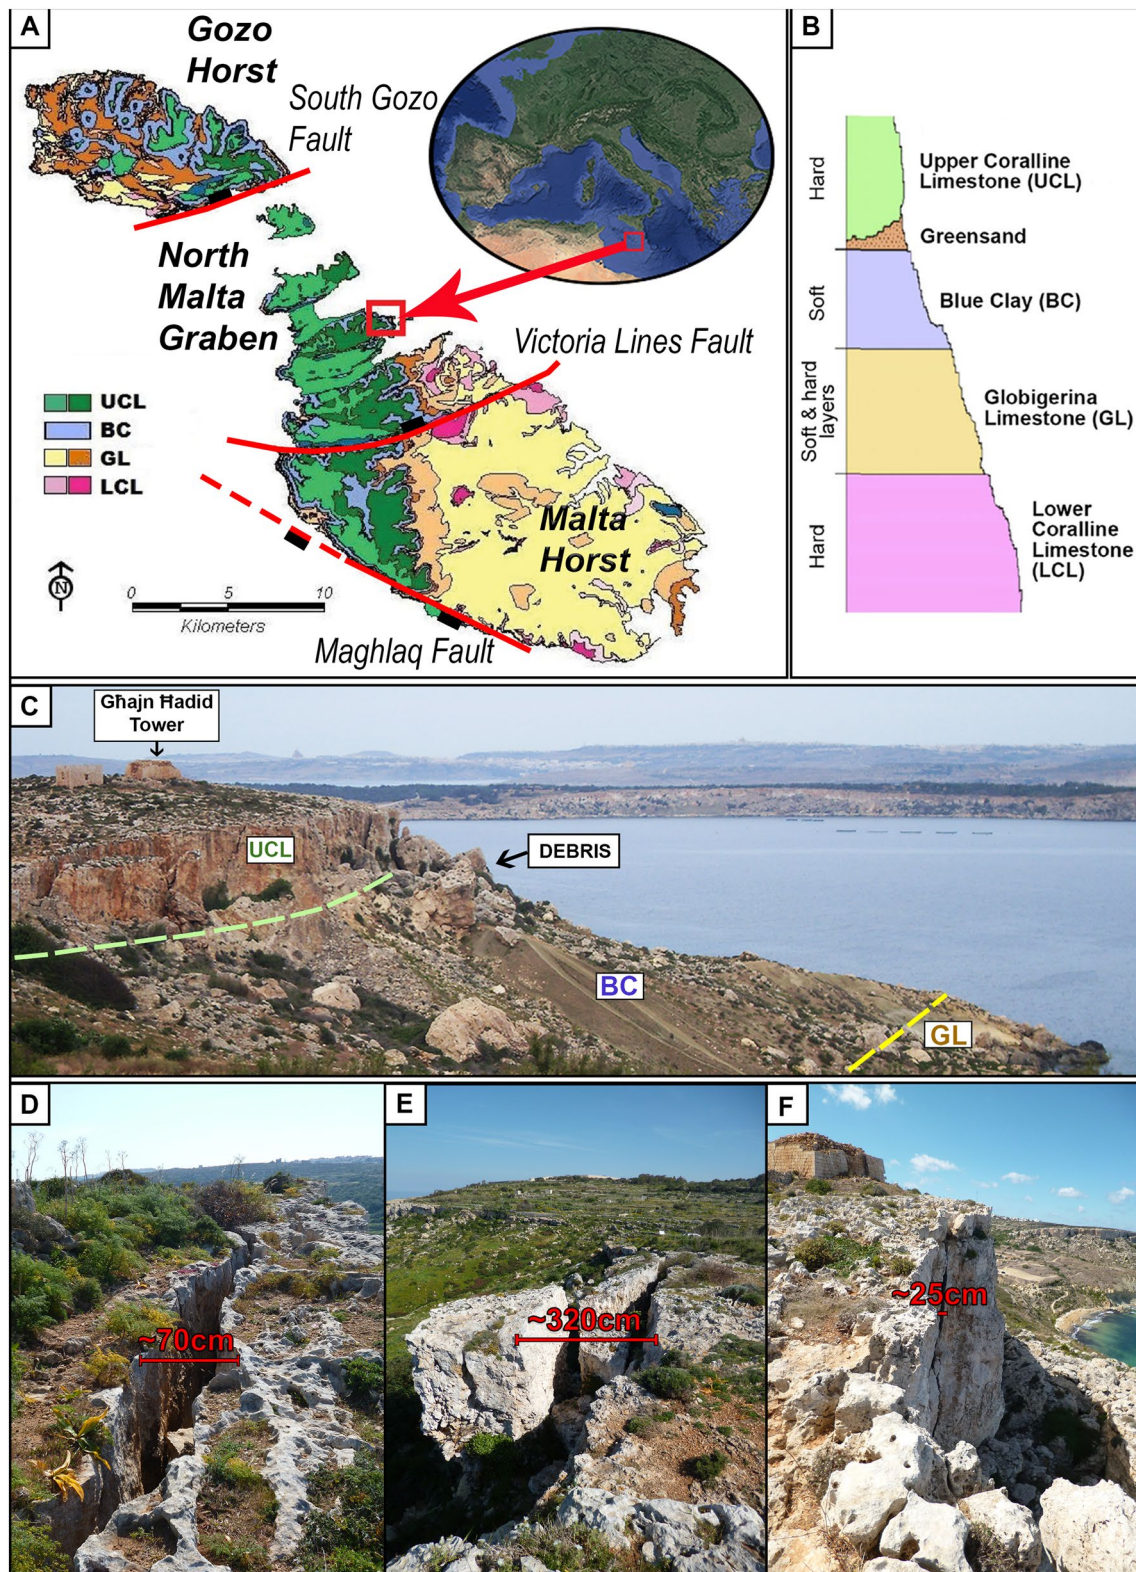 A
Gozo
Horst
South Gozo
Fault
North
Malta
Graben
Victoria Lines Fault
UCL
BC
GL
LCL
Malta
Horst
N
0 5 10
Kilometers
Maghlaq Fault
B
Hard
Upper Coralline
Limestone (UCL)
Greensand
Soft
Blue Clay (BC)
Soft & hard
layers
Globigerina
Limestone (GL)
Hard
Lower
Coralline
Limestone
(LCL)
C
Għajn Ħadid
Tower
UCL
DEBRIS
BC
GL
D
~70cm
E
~320cm
F
~25cm